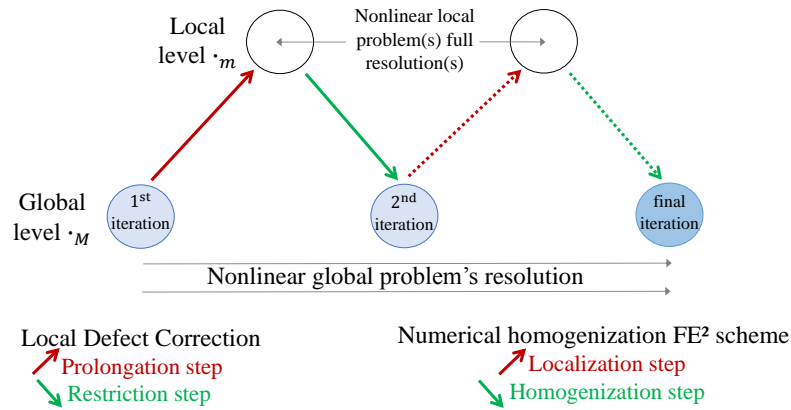 Local
level ·ₘ
Nonlinear local
problem(s) full
resolution(s)
Global
level ·_M
1st
iteration
2nd
iteration
final
iteration
Nonlinear global problem's resolution
Local Defect Correction
Prolongation step
Restriction step
Numerical homogenization FE² scheme
Localization step
Homogenization step